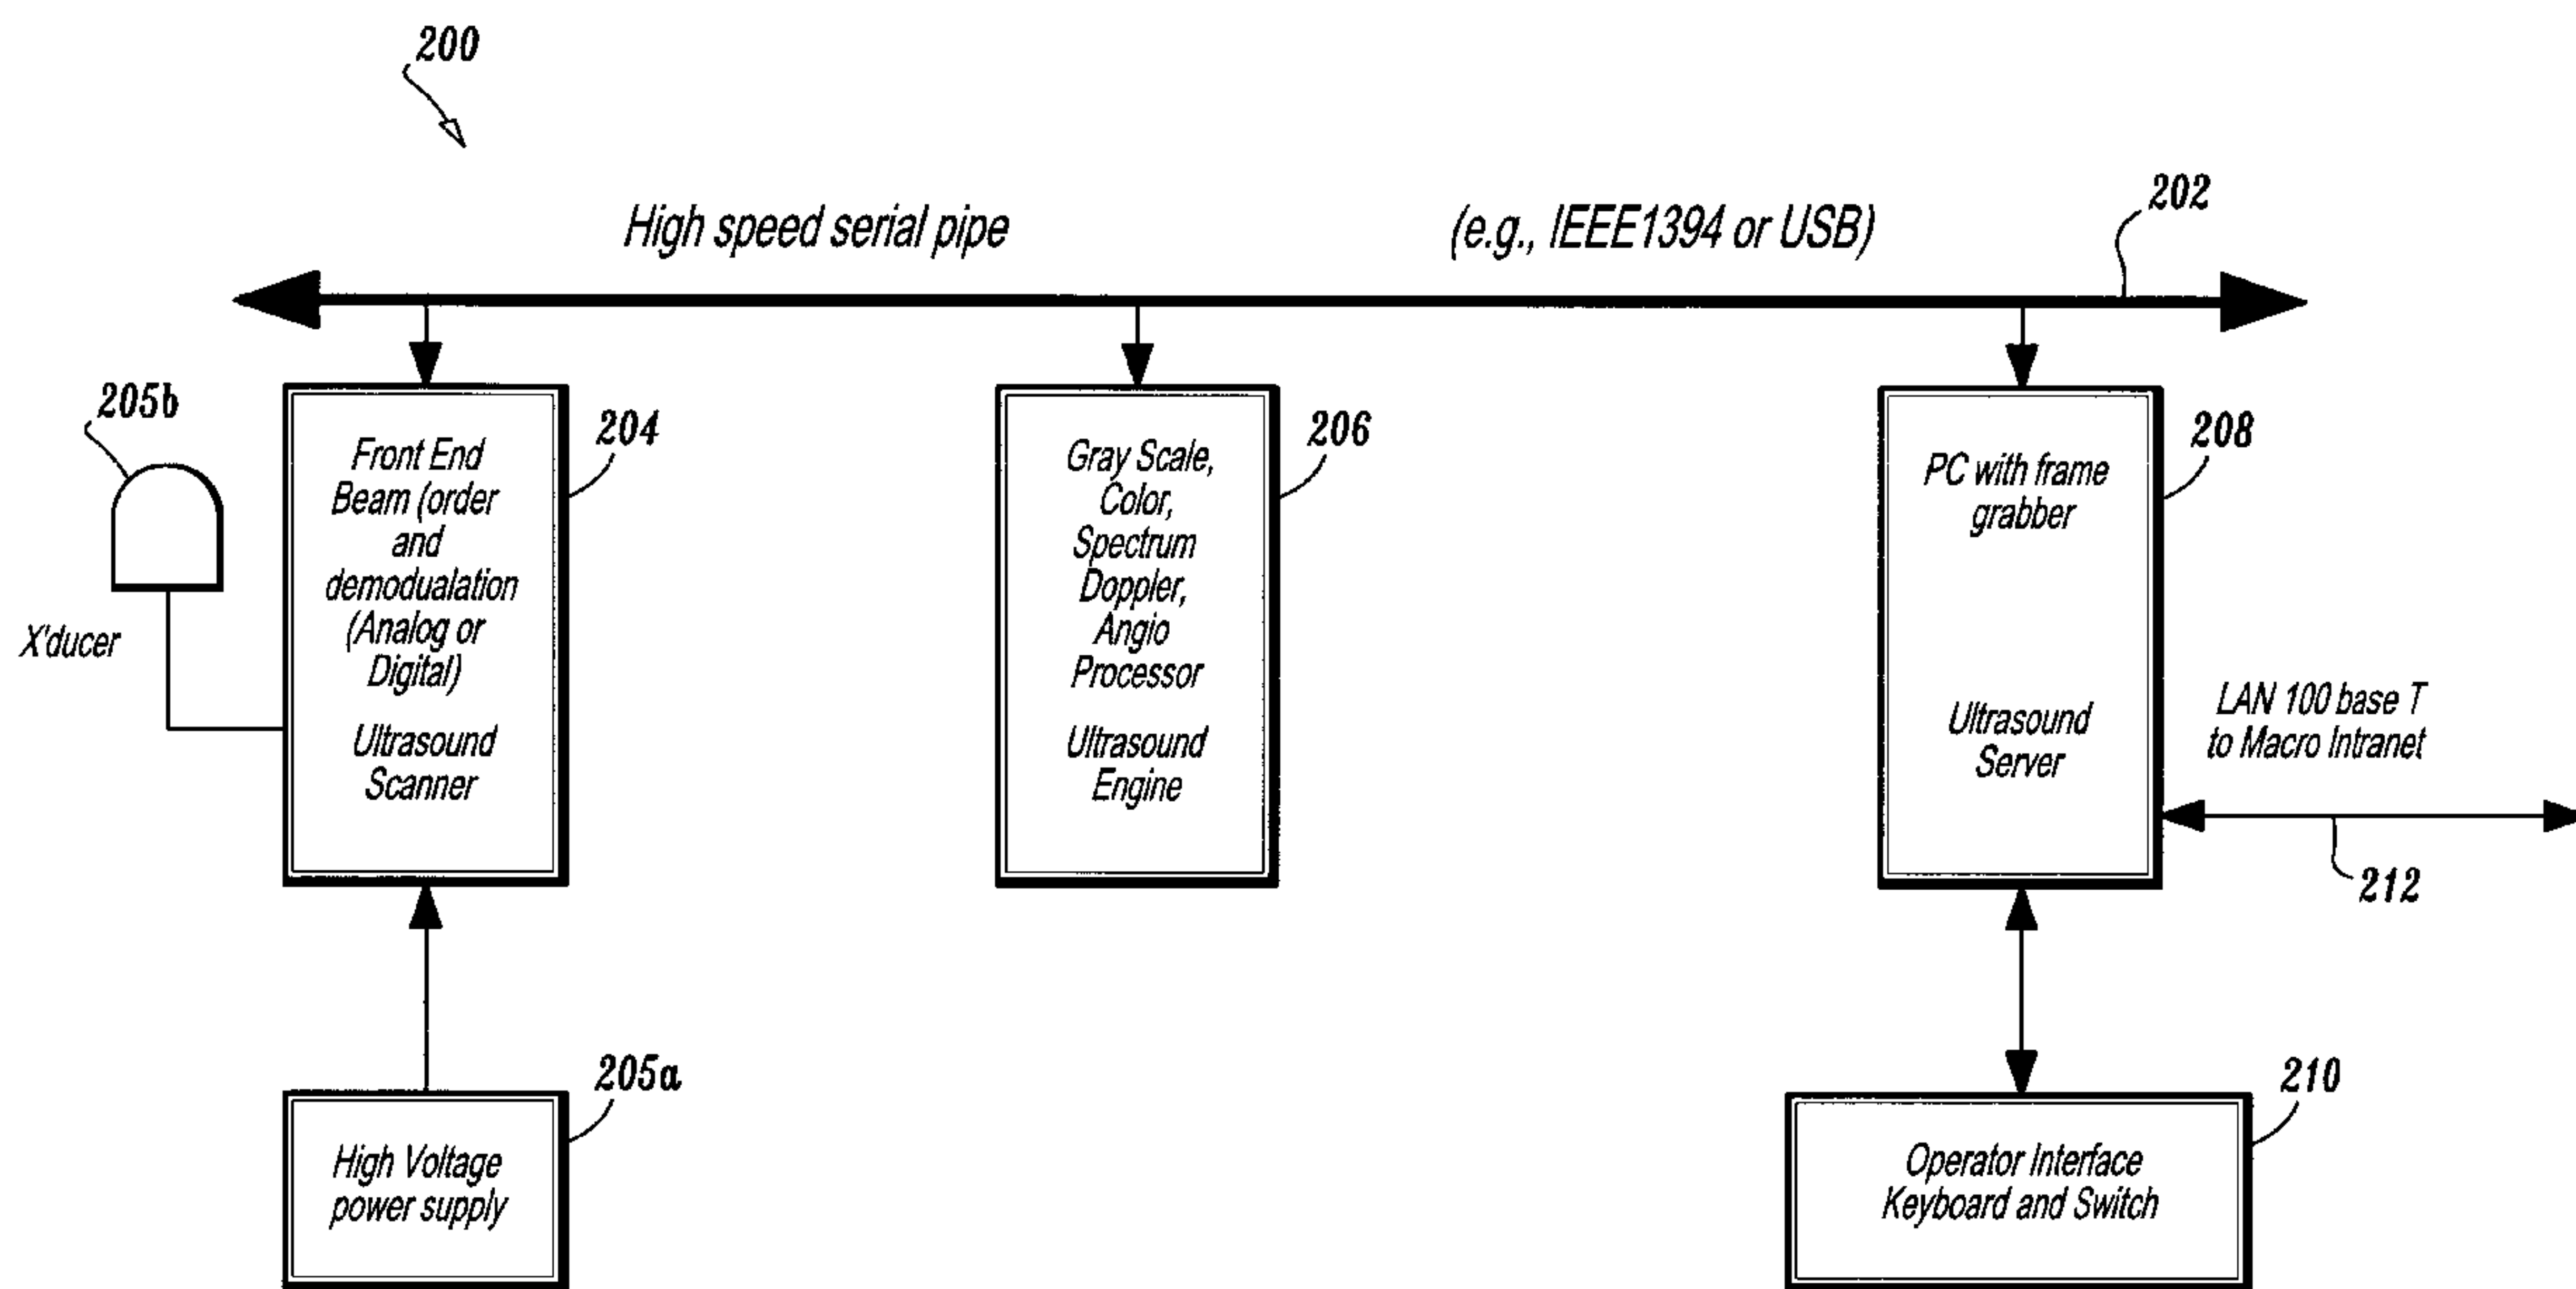 200
High speed serial pipe (e.g., IEEE1394 or USB)
202
205b
X'ducer
Front End
Beam (order
and
demodualation
(Analog or
Digital)
Ultrasound
Scanner
204
Gray Scale,
Color,
Spectrum
Doppler,
Angio
Processor
Ultrasound
Engine
206
PC with frame
grabber
Ultrasound
Server
208
LAN 100 base T
to Macro Intranet
212
High Voltage
power supply
205a
Operator Interface
Keyboard and Switch
210